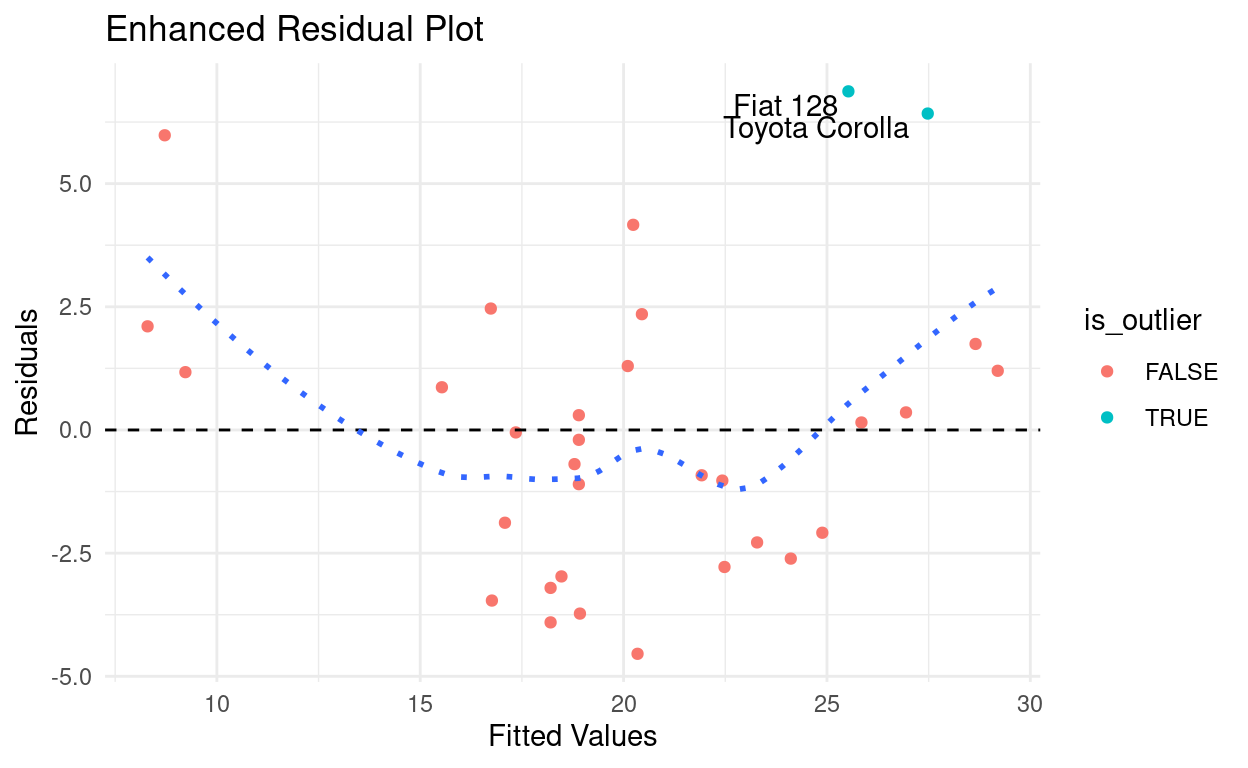 Enhanced Residual Plot
Fiat 128
Toyota Corolla
5.0
2.5
0.0
-2.5
-5.0
Residuals
10 15 20 25 30
Fitted Values
is_outlier
FALSE
TRUE